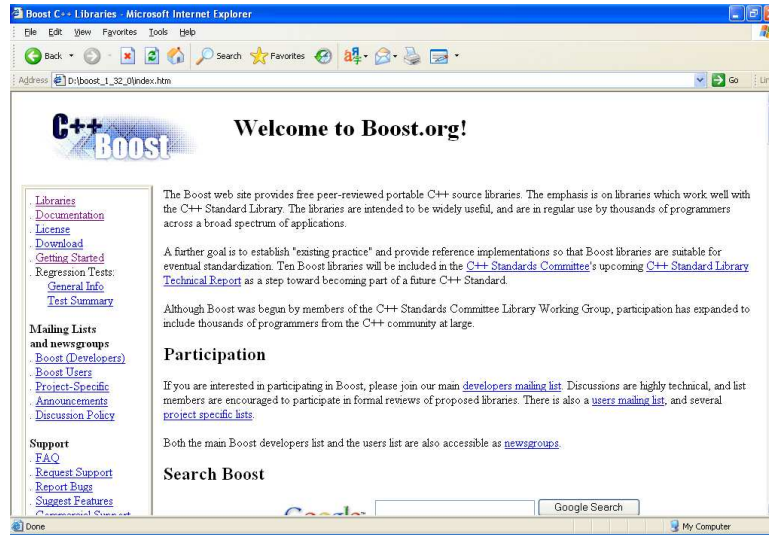 Boost C++ Libraries - Microsoft Internet Explorer
File Edit View Favorites Tools Help
Back Search Favorites
Address D:\boost_1_32_0\index.htm Go
C++ Boost
Welcome to Boost.org!
. Libraries
. Documentation
. License
. Download
. Getting Started
. Regression Tests:
General Info
Test Summary
Mailing Lists
and newsgroups
. Boost (Developers)
. Boost Users
. Project-Specific
. Announcements
. Discussion Policy
Support
. FAQ
. Request Support
. Report Bugs
. Suggest Features
. Commercial Support
The Boost web site provides free peer-reviewed portable C++ source libraries. The emphasis is on libraries which work well with
the C++ Standard Library. The libraries are intended to be widely useful, and are in regular use by thousands of programmers
across a broad spectrum of applications.
A further goal is to establish "existing practice" and provide reference implementations so that Boost libraries are suitable for
eventual standardization. Ten Boost libraries will be included in the C++ Standards Committee's upcoming C++ Standard Library
Technical Report as a step toward becoming part of a future C++ Standard.
Although Boost was begun by members of the C++ Standards Committee Library Working Group, participation has expanded to
include thousands of programmers from the C++ community at large.
Participation
If you are interested in participating in Boost, please join our main developers mailing list. Discussions are highly technical, and list
members are encouraged to participate in formal reviews of proposed libraries. There is also a users mailing list, and several
project specific lists.
Both the main Boost developers list and the users list are also accessible as newsgroups.
Search Boost
Google Google Search
Done My Computer